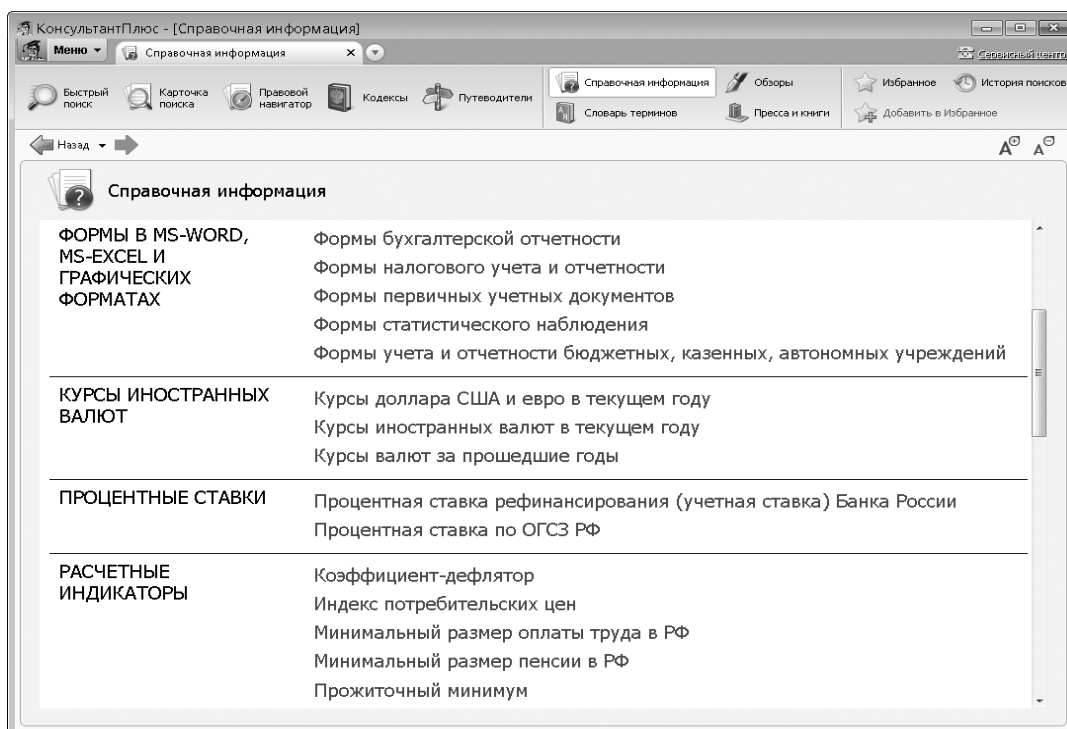 КонсультантПлюс - [Справочная информация]
Меню
Справочная информация
Сервисный центр
Быстрый поиск
Карточка поиска
Правовой навигатор
Кодексы
Путеводители
Справочная информация
Словарь терминов
Обзоры
Пресса и книги
Избранное
Добавить в Избранное
История поисков
Назад
Справочная информация
ФОРМЫ В MS-WORD,
MS-EXCEL И
ГРАФИЧЕСКИХ
ФОРМАТАХ
Формы бухгалтерской отчетности
Формы налогового учета и отчетности
Формы первичных учетных документов
Формы статистического наблюдения
Формы учета и отчетности бюджетных, казенных, автономных учреждений
КУРСЫ ИНОСТРАННЫХ
ВАЛЮТ
Курсы доллара США и евро в текущем году
Курсы иностранных валют в текущем году
Курсы валют за прошедшие годы
ПРОЦЕНТНЫЕ СТАВКИ
Процентная ставка рефинансирования (учетная ставка) Банка России
Процентная ставка по ОГСЗ РФ
РАСЧЕТНЫЕ
ИНДИКАТОРЫ
Коэффициент-дефлятор
Индекс потребительских цен
Минимальный размер оплаты труда в РФ
Минимальный размер пенсии в РФ
Прожиточный минимум